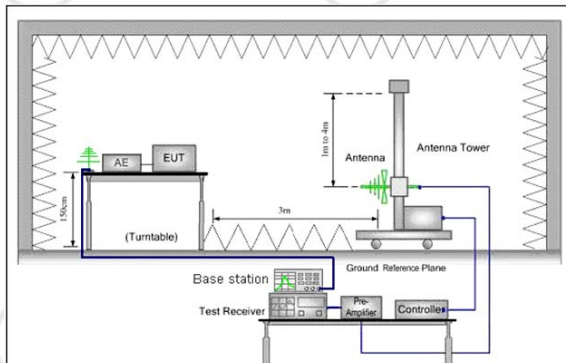 1m to 4m
Antenna
Antenna Tower
AE
EUT
150cm
(Turntable)
3m
Ground Reference Plane
Base station
Test Receiver
Pre-
Amplifier
Controller